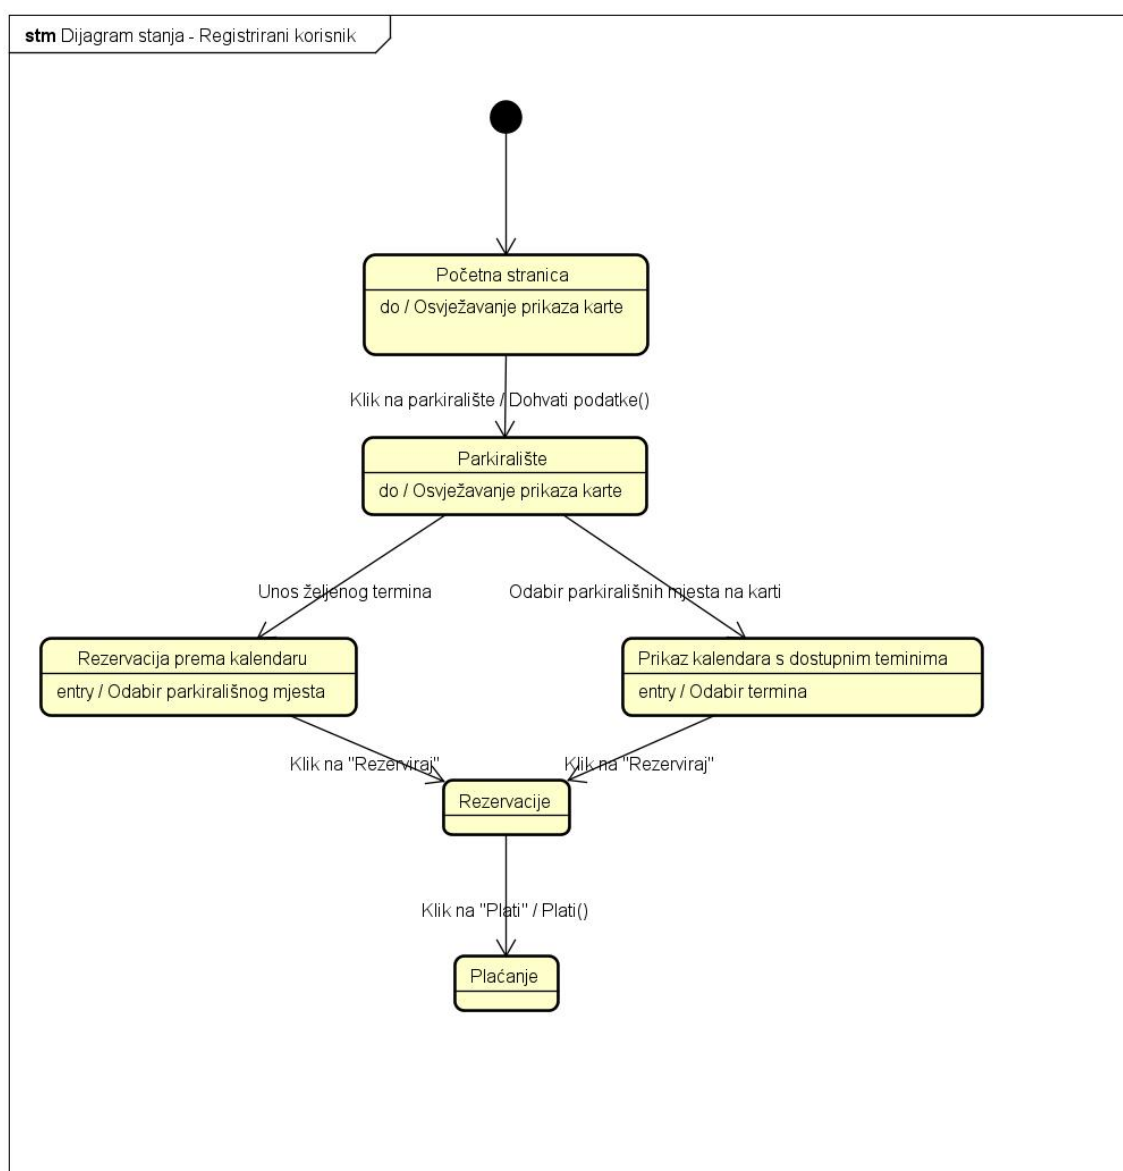 stm Dijagram stanja - Registrirani korisnik
Početna stranica
do / Osvježavanje prikaza karte
Klik na parkiralište / Dohvati podatke()
Parkiralište
do / Osvježavanje prikaza karte
Unos željenog termina
Odabir parkirališnih mjesta na karti
Rezervacija prema kalendaru
entry / Odabir parkirališnog mjesta
Prikaz kalendara s dostupnim teminima
entry / Odabir termina
Klik na "Rezerviraj"
Klik na "Rezerviraj"
Rezervacije
Klik na "Plati" / Plati()
Plaćanje